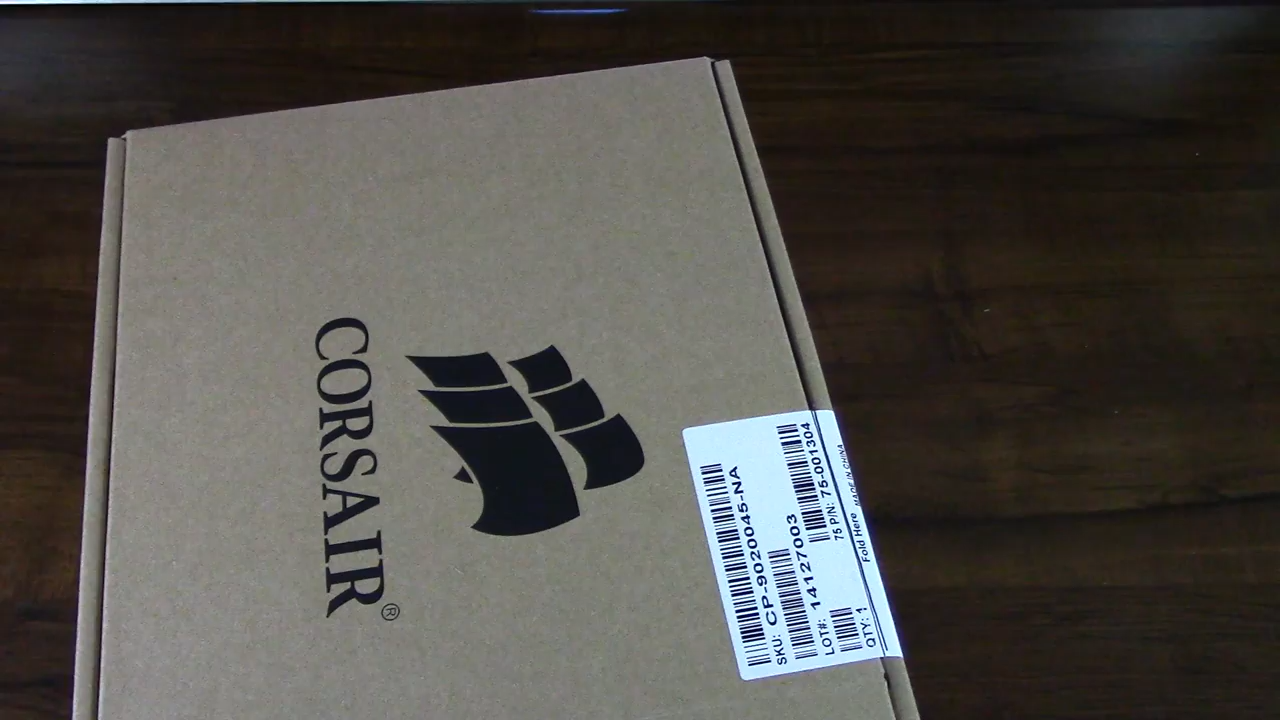 CORSAIR®
SKU: CP-9020045-NA
LOT#: 14127003
75 P/N: 75-001304
QTY: 1
Fold Here
MADE IN CHINA